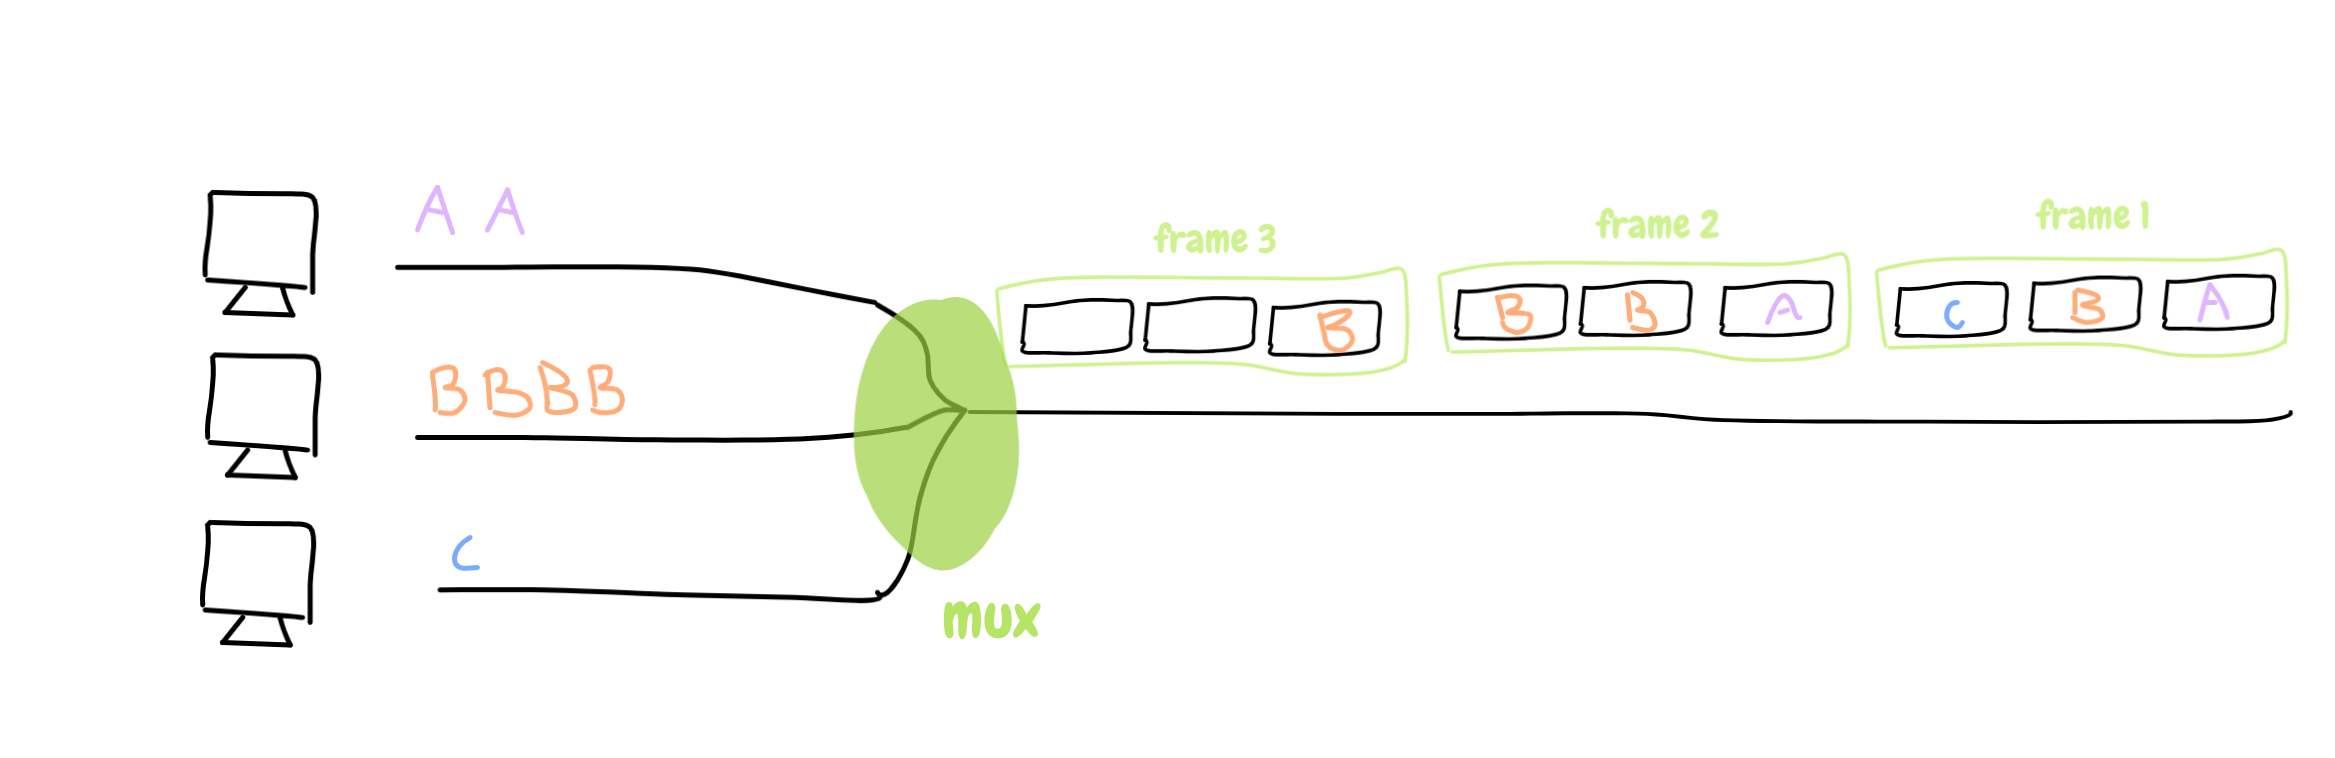 A A
frame 3
frame 2
frame 1
B
B B A
C B A
B B B B
C
mux